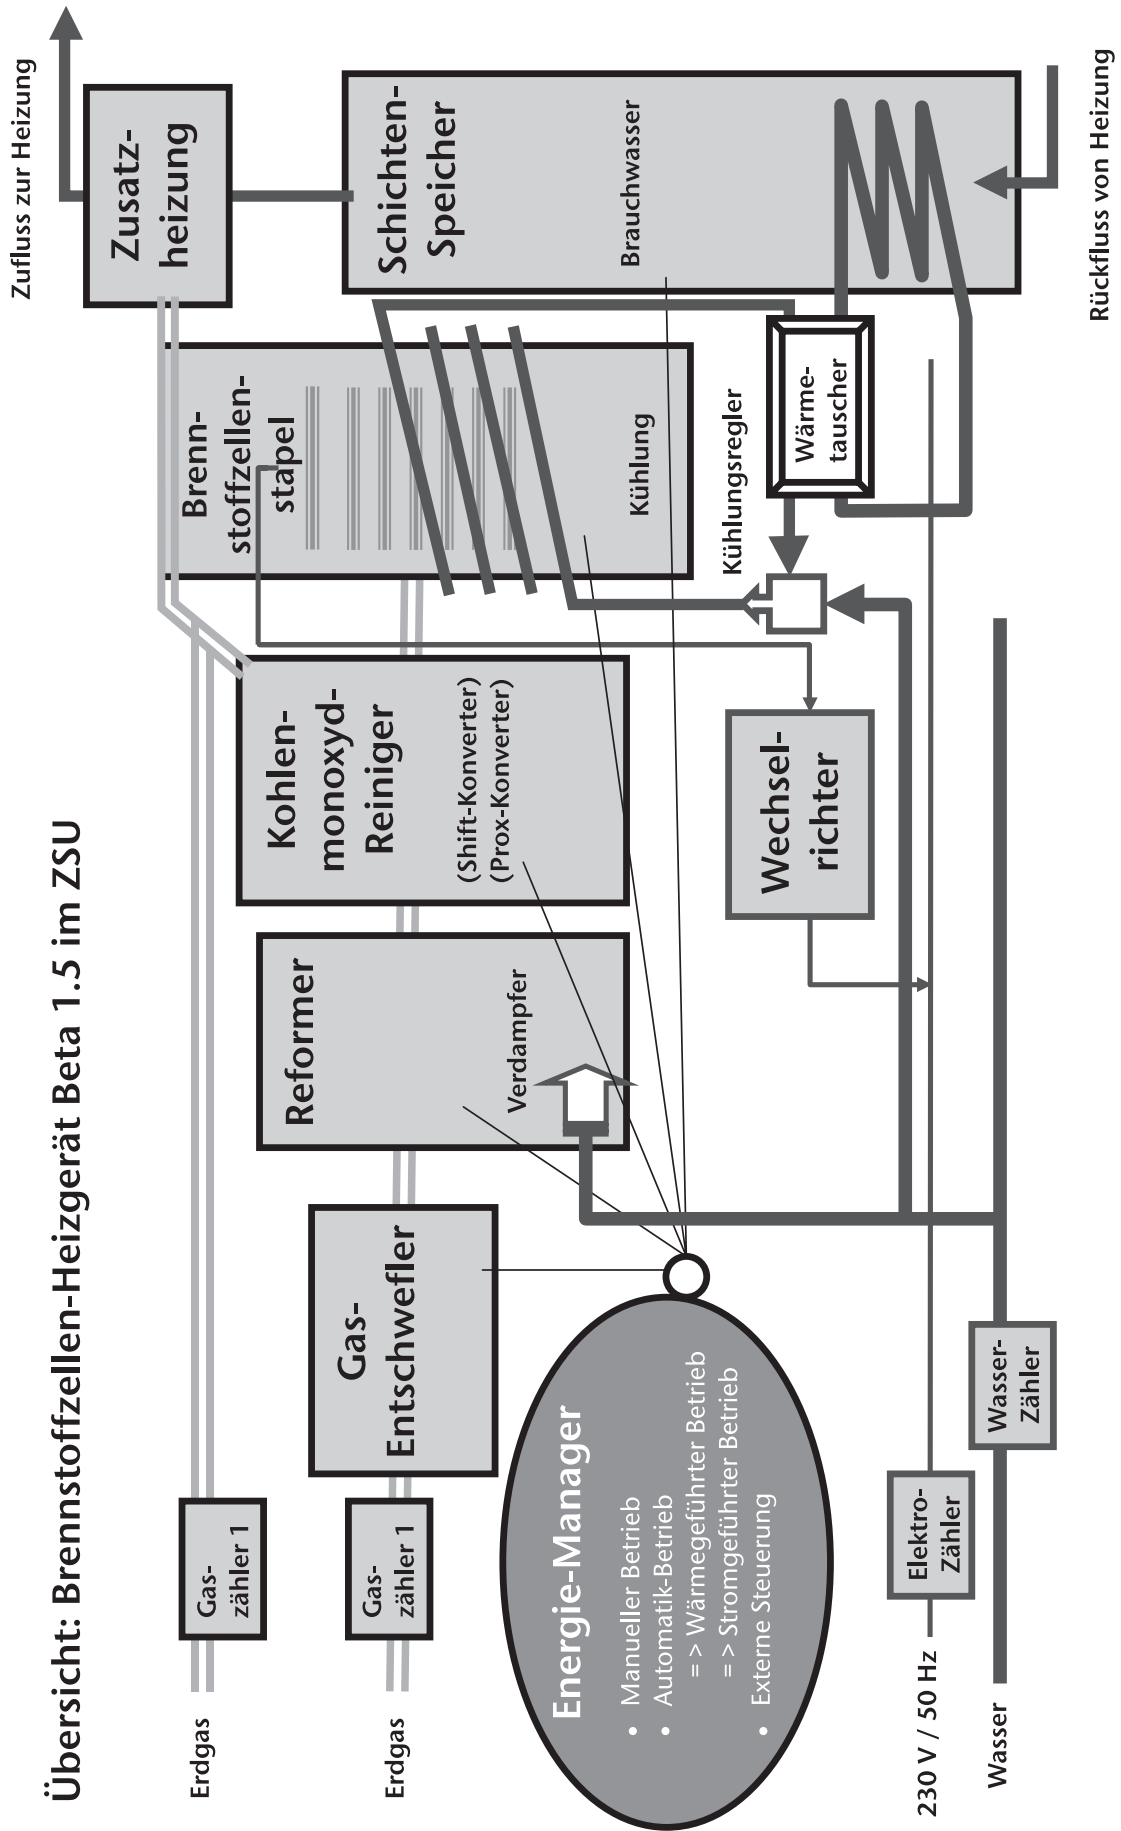 Übersicht: Brennstoffzellen-Heizgerät Beta 1.5 im ZSU
Erdgas
Gas-
zähler 1
Erdgas
Gas-
zähler 1
Gas-
Entschwefler
Reformer
Verdampfer
Kohlen-
monoxyd-
Reiniger
(Shift-Konverter)
(Prox-Konverter)
Brenn-
stoffzellen-
stapel
Kühlung
Zufluss zur Heizung
Zusatz-
heizung
Schichten-
Speicher
Brauchwasser
Rückfluss von Heizung
Kühlungsregler
Wärme-
tauscher
Wechsel-
richter
Energie-Manager
• Manueller Betrieb
• Automatik-Betrieb
= > Wärmegeführter Betrieb
= > Stromgeführter Betrieb
• Externe Steuerung
230 V / 50 Hz
Elektro-
Zähler
Wasser
Wasser-
Zähler